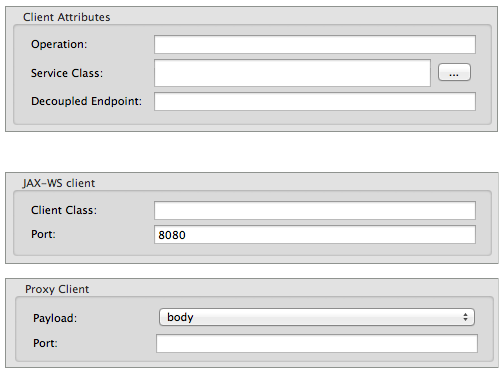 Client Attributes
Operation:
Service Class: ...
Decoupled Endpoint:
JAX-WS client
Client Class:
Port: 8080
Proxy Client
Payload: body
Port: